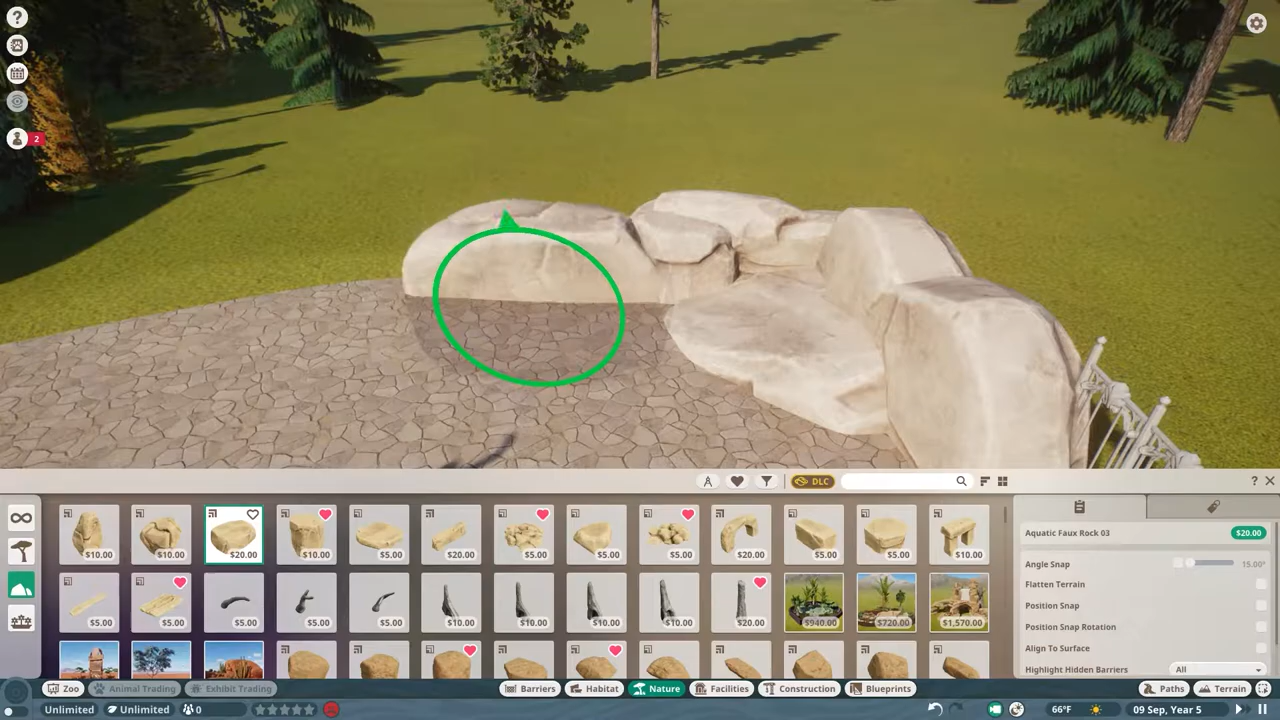 ?
2
DLC
?
$10.00 $10.00 $20.00 $10.00 $5.00 $20.00 $5.00 $5.00 $5.00 $20.00 $5.00 $5.00 $10.00
$5.00 $5.00 $5.00 $5.00 $5.00 $10.00 $10.00 $10.00 $10.00 $20.00 $940.00 $720.00 $1,570.00
Aquatic Faux Rock 03 $20.00
Angle Snap 15.00°
Flatten Terrain
Position Snap
Position Snap Rotation
Align To Surface
Highlight Hidden Barriers All
Zoo Animal Trading Exhibit Trading Barriers Habitat Nature Facilities Construction Blueprints Paths Terrain
Unlimited Unlimited 0 66°F 09 Sep, Year 5